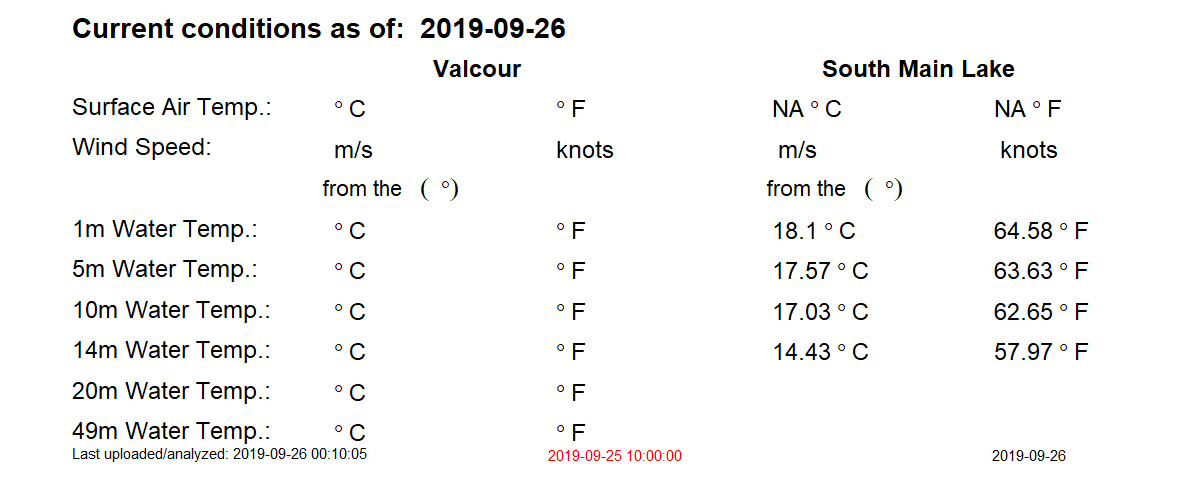 Current conditions as of: 2019-09-26
Valcour South Main Lake
Surface Air Temp.: ° C ° F NA ° C NA ° F
Wind Speed: m/s knots m/s knots
from the ( °) from the ( °)
1m Water Temp.: ° C ° F 18.1 ° C 64.58 ° F
5m Water Temp.: ° C ° F 17.57 ° C 63.63 ° F
10m Water Temp.: ° C ° F 17.03 ° C 62.65 ° F
14m Water Temp.: ° C ° F 14.43 ° C 57.97 ° F
20m Water Temp.: ° C ° F
49m Water Temp.: ° C ° F
Last uploaded/analyzed: 2019-09-26 00:10:05 2019-09-25 10:00:00 2019-09-26